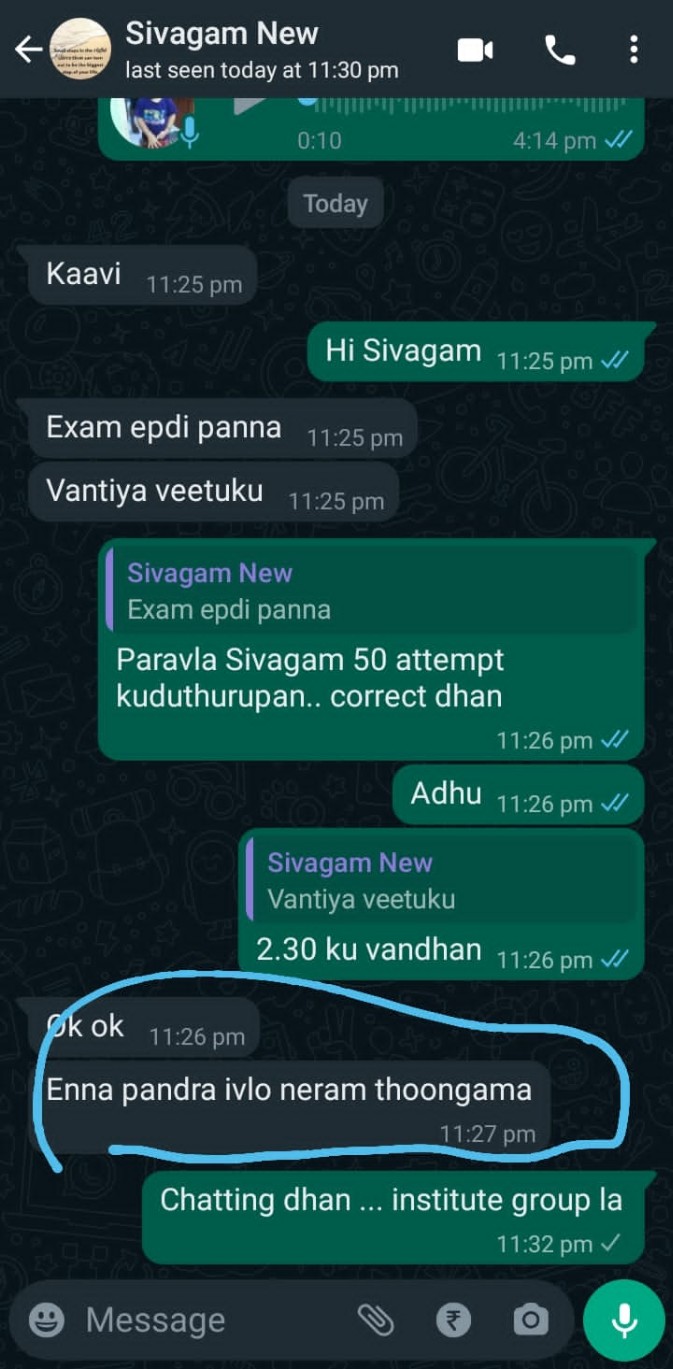 Sivagam New
last seen today at 11:30 pm
0:10
4:14 pm
Today
Kaavi 11:25 pm
Hi Sivagam 11:25 pm
Exam epdi panna 11:25 pm
Vantiya veetuku 11:25 pm
Sivagam New
Exam epdi panna
Paravla Sivagam 50 attempt
kuduthurupan.. correct dhan
11:26 pm
Adhu 11:26 pm
Sivagam New
Vantiya veetuku
2.30 ku vandhan 11:26 pm
Ok ok 11:26 pm
Enna pandra ivlo neram thoongama
11:27 pm
Chatting dhan ... institute group la
11:32 pm
Message
₹